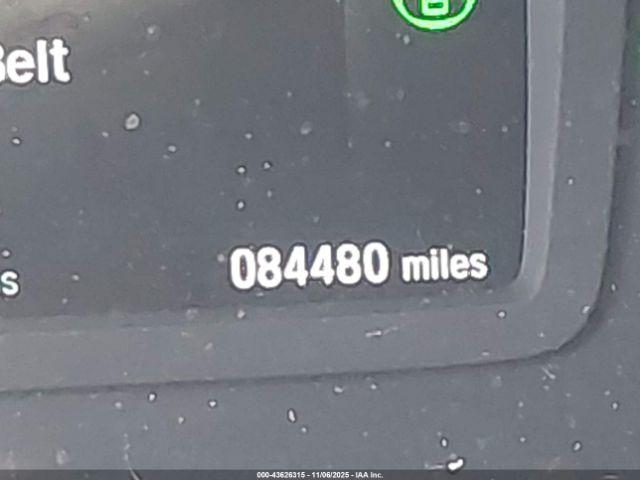 Belt
084480 miles
s
000-43626315 - 11/06/2025 - IAA Inc.